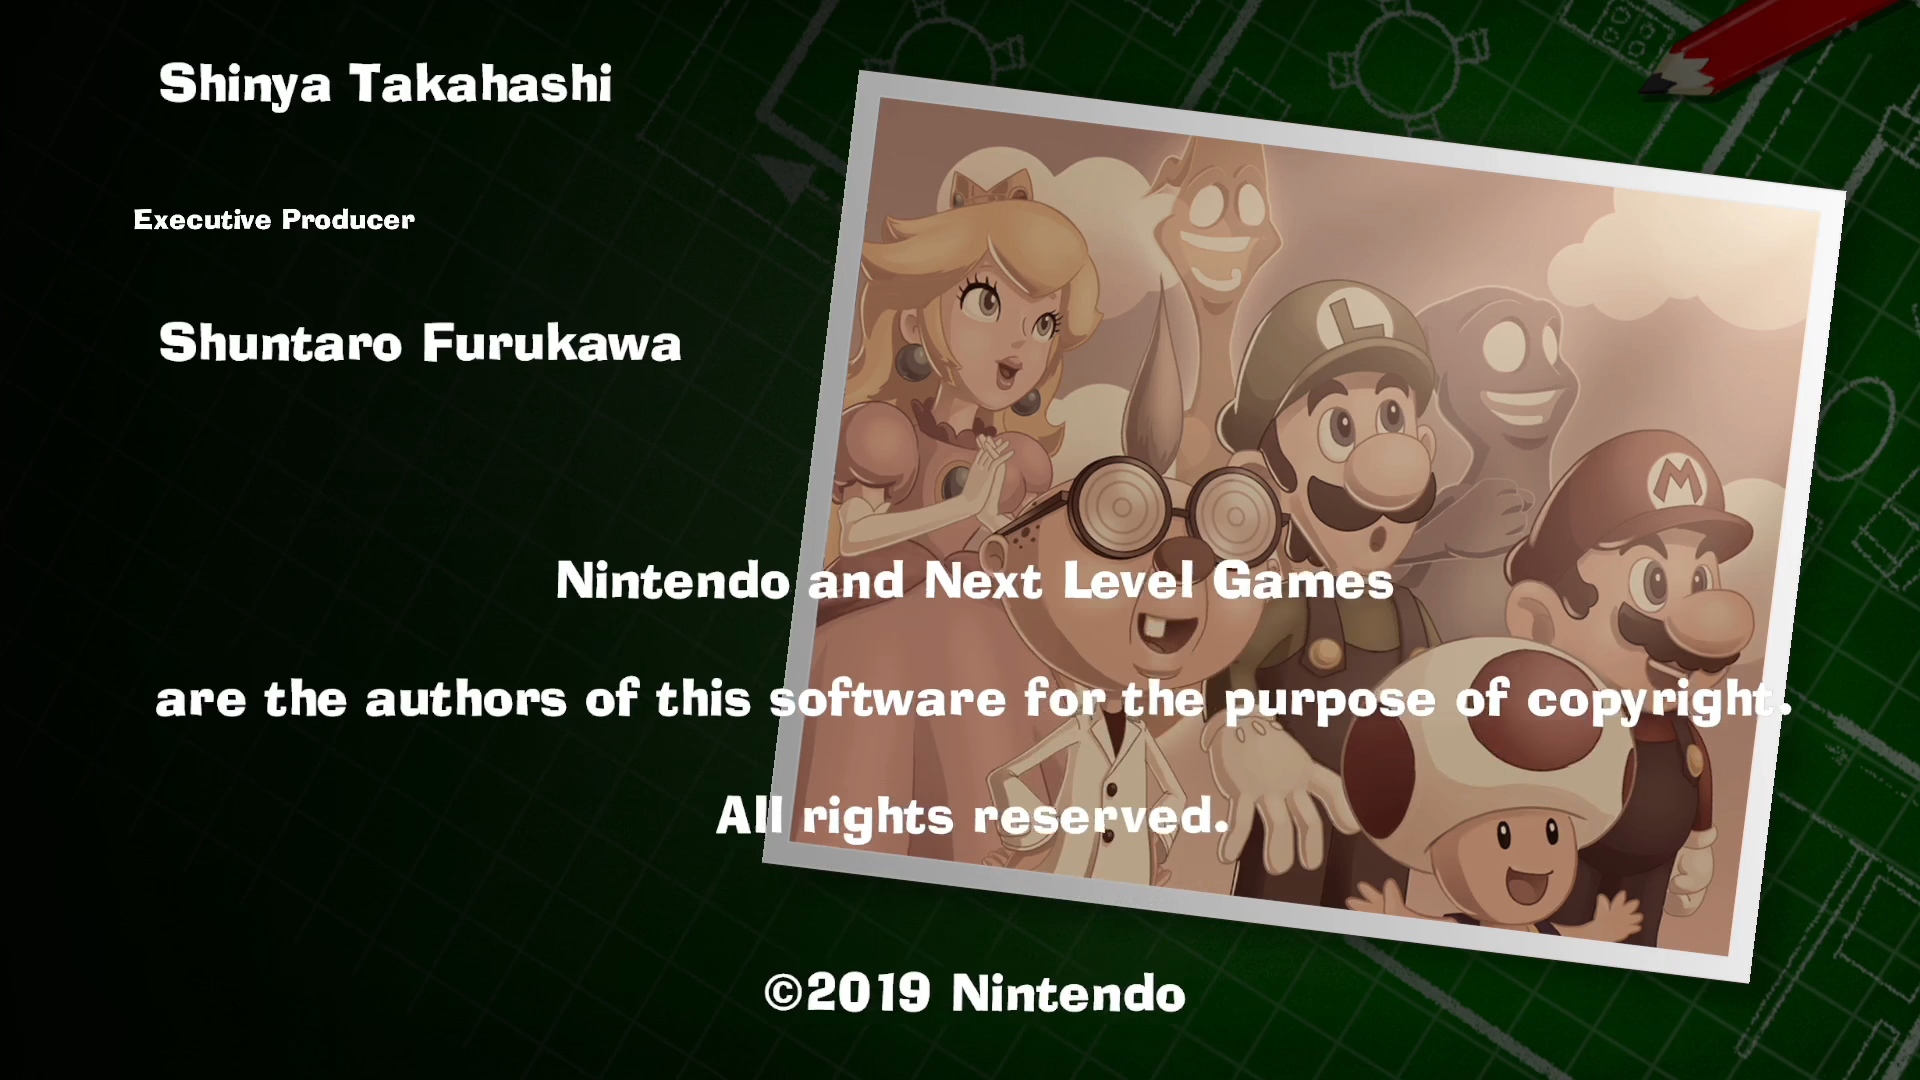 Shinya Takahashi
Executive Producer
Shuntaro Furukawa
L
M
Nintendo and Next Level Games
are the authors of this software for the purpose of copyright.
All rights reserved.
©2019 Nintendo